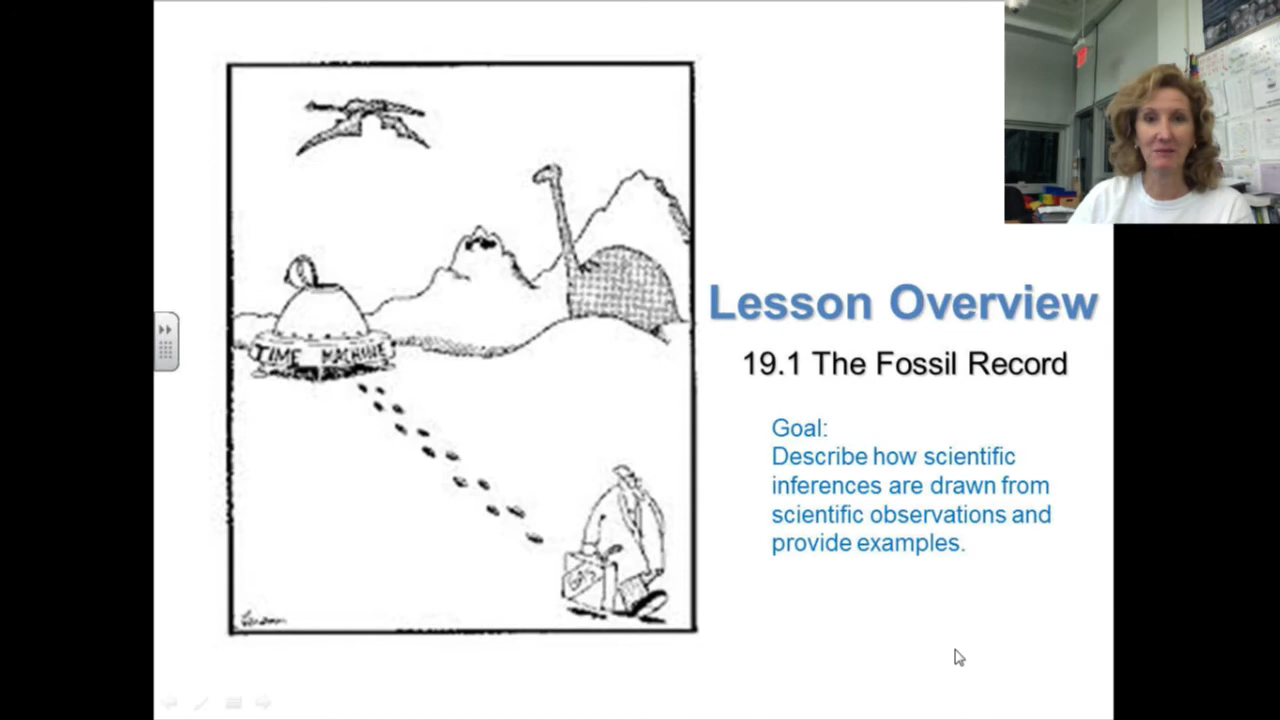 TIME MACHINE
Lesson Overview
19.1 The Fossil Record
Goal:
Describe how scientific
inferences are drawn from
scientific observations and
provide examples.